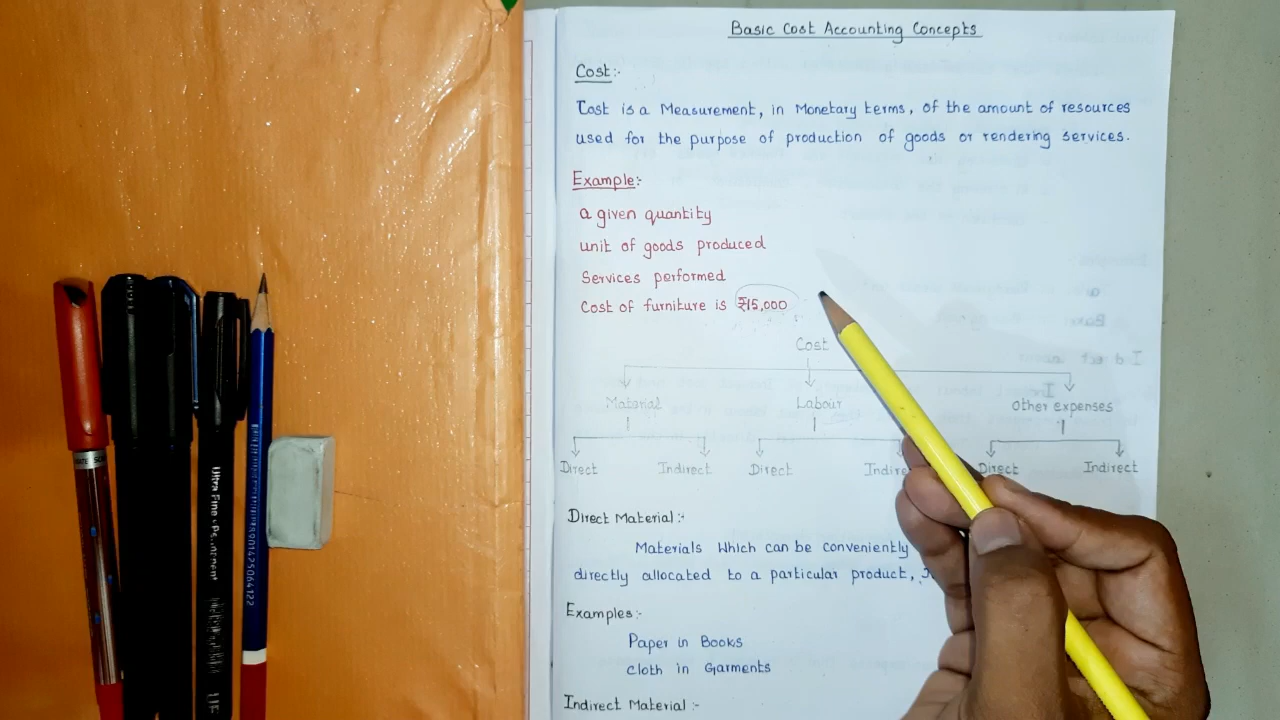 Basic Cost Accounting Concepts
Cost:-
Cost is a Measurement, in Monetary terms, of the amount of resources
used for the purpose of production of goods or rendering services.
Example:-
a given quantity
unit of goods produced
Services performed
Cost of furniture is ₹15,000
Cost
Material Labour Other expenses
Direct Indirect Direct Direct Indirect
Direct Material:-
Materials Which can be conveniently
directly allocated to a particular product,
Examples:-
Paper in Books
cloth in Garments
Indirect Material:-
Ultra Fine
8901425064122